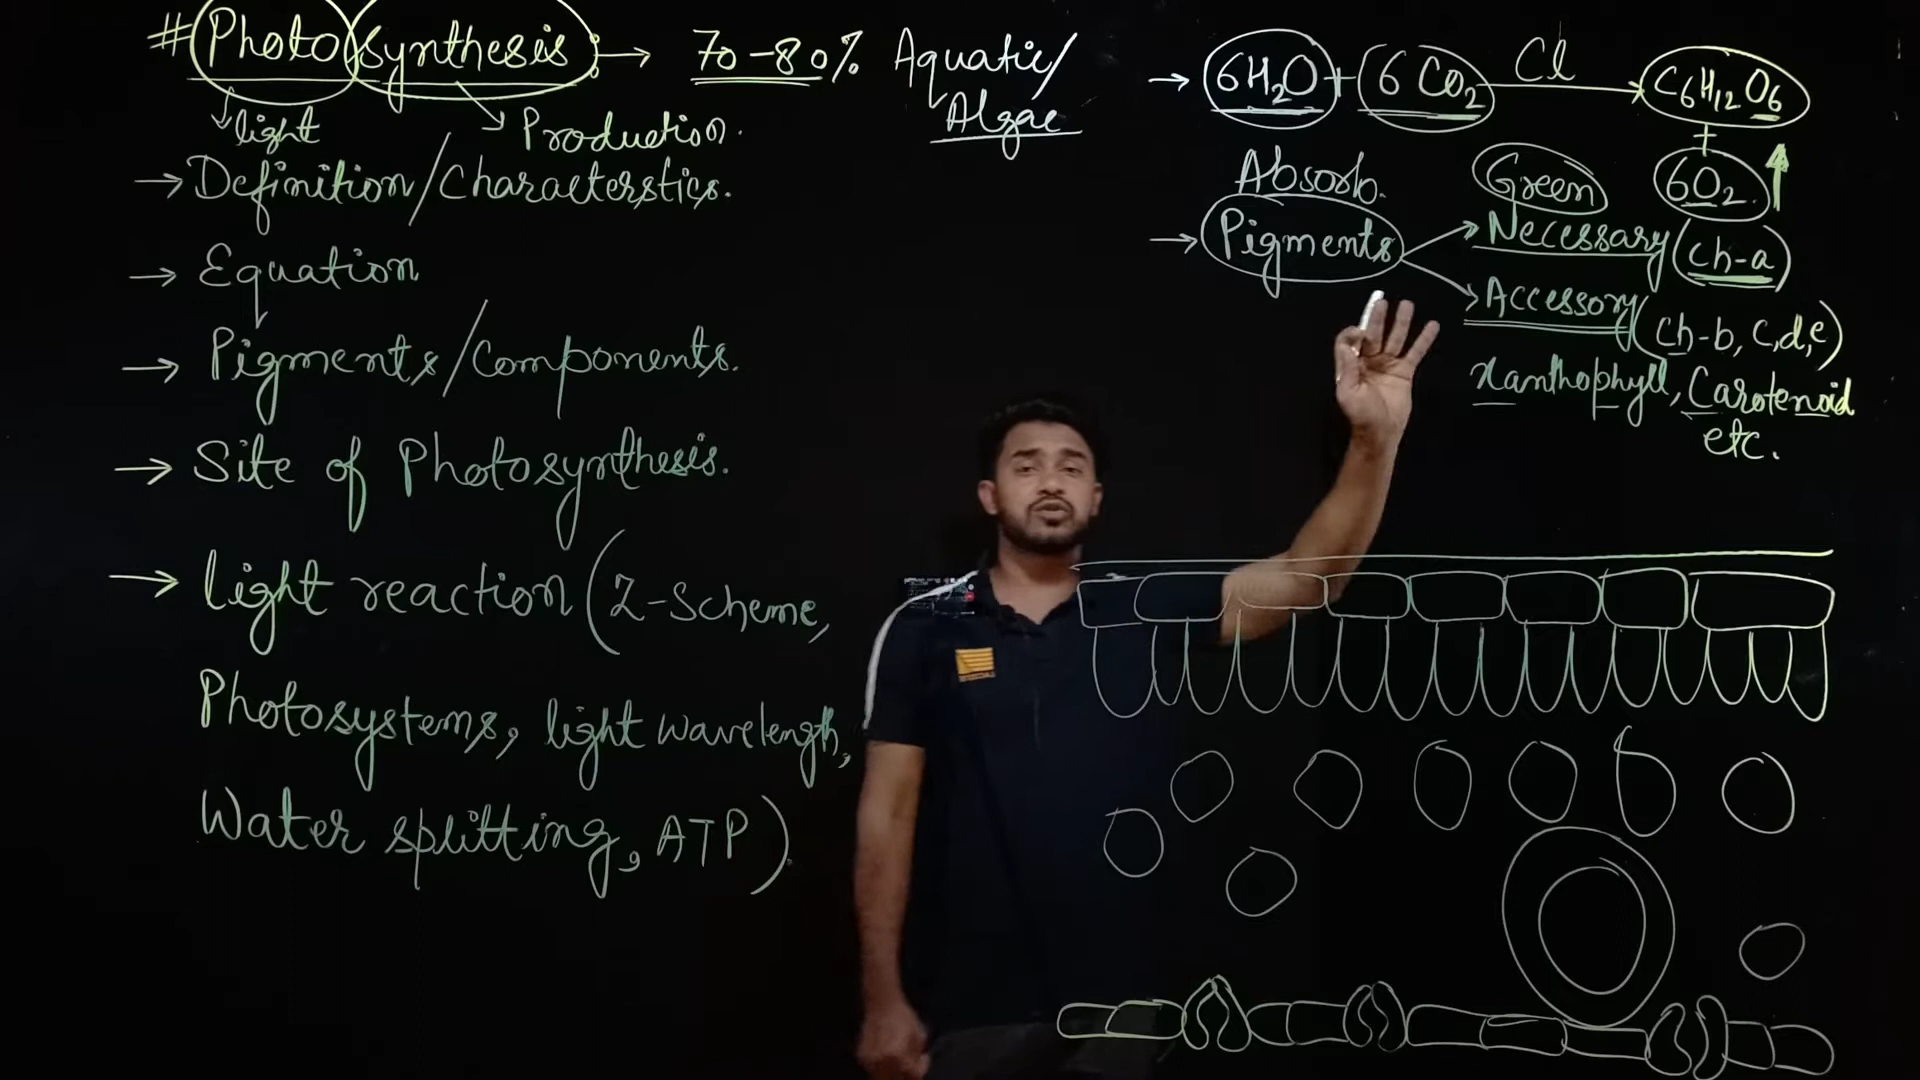 #Photosynthesis :→ 70-80% Aquatic/
Algae
light
Production.
→ Definition/Characterstics.
→ Equation
→ Pigments/Components.
→ Site of Photosynthesis.
→ light reaction (Z-Scheme,
Photosystems, light wavelength,
Water splitting, ATP).
→ 6H2O + 6CO2 Cl → C6H12O6
+
6O2.
Absorb.
Green
→ Pigments
→ Necessary (Ch-a)
→ Accessory (Ch-b, c, d, e)
Xanthophyll, Carotenoid
etc.